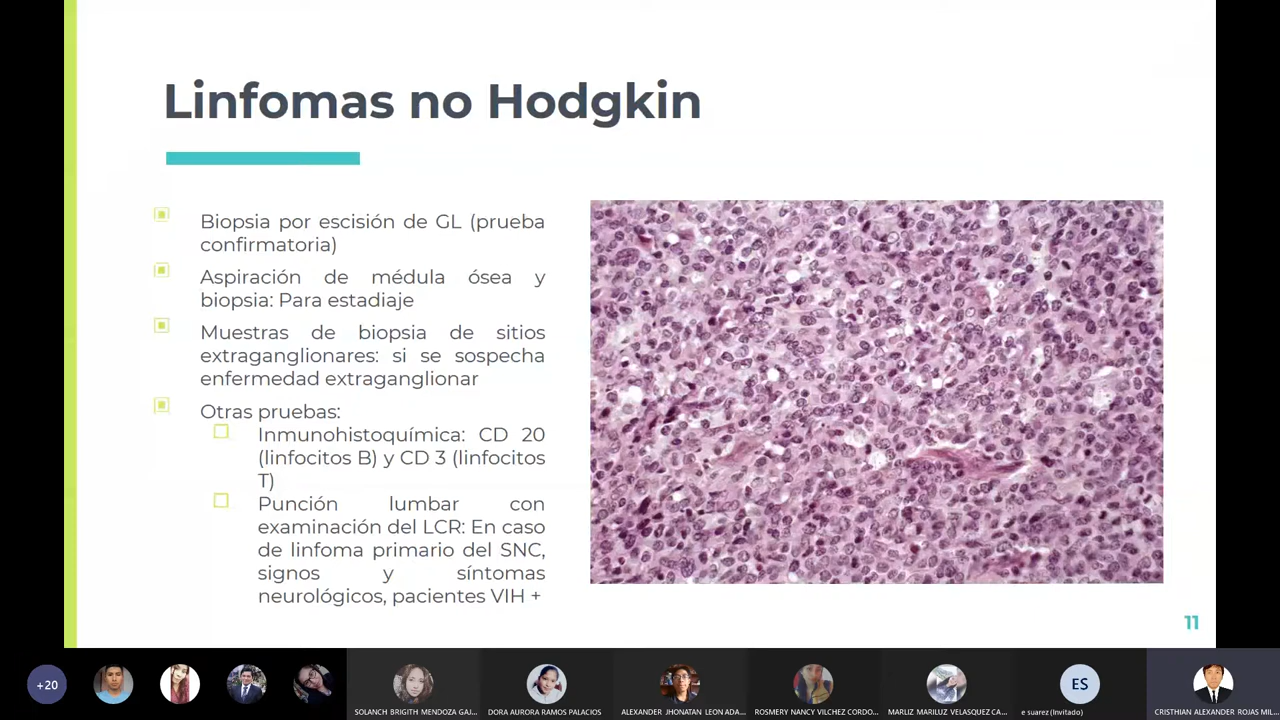 Linfomas no Hodgkin
Biopsia por escisión de GL (prueba
confirmatoria)
Aspiración de médula ósea y
biopsia: Para estadiaje
Muestras de biopsia de sitios
extraganglionares: si se sospecha
enfermedad extraganglionar
Otras pruebas:
Inmunohistoquímica: CD 20
(linfocitos B) y CD 3 (linfocitos
T)
Punción lumbar con
examinación del LCR: En caso
de linfoma primario del SNC,
signos y síntomas
neurológicos, pacientes VIH +
11
+20
ES
SOLANCH BRIGITH MENDOZA GAJ...
DORA AURORA RAMOS PALACIOS
ALEXANDER JHONATAN LEON ADA...
ROSMERY NANCY VILCHEZ CORDO...
MARLIZ MARILUZ VELASQUEZ CA...
e suarez (Invitado)
CRISTHIAN ALEXANDER ROJAS MIL...